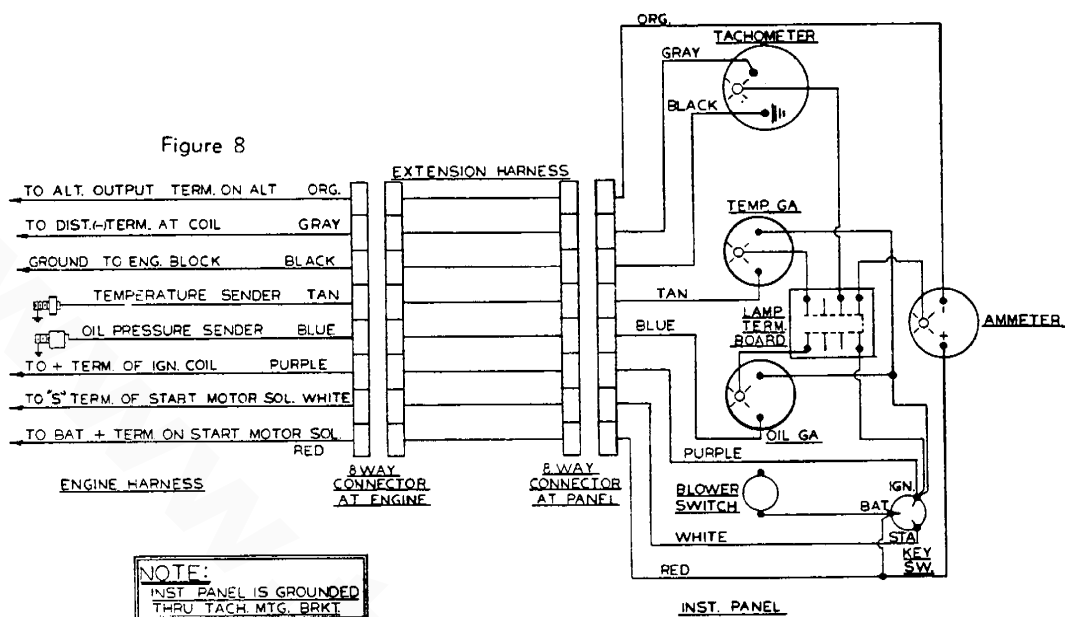 ORG.
TACHOMETER
GRAY
BLACK
Figure 8
EXTENSION HARNESS
TO ALT. OUTPUT TERM. ON ALT ORG.
TO DIST.(-)TERM. AT COIL GRAY
GROUND TO ENG. BLOCK BLACK
TEMPERATURE SENDER TAN
OIL PRESSURE SENDER BLUE
TO + TERM. OF IGN. COIL PURPLE
TO "S" TERM. OF START MOTOR SOL. WHITE
TO BAT + TERM. ON START MOTOR SOL.
RED
ENGINE HARNESS
8 WAY
CONNECTOR
AT ENGINE
8 WAY
CONNECTOR
AT PANEL
TEMP. GA
TAN
BLUE
LAMP
TERM.
BOARD
-
+
AMMETER
OIL GA
PURPLE
BLOWER
SWITCH
IGN.
BAT.
STA
KEY
SW.
WHITE
RED
INST. PANEL
NOTE:
INST PANEL IS GROUNDED
THRU TACH. MTG. BRKT.